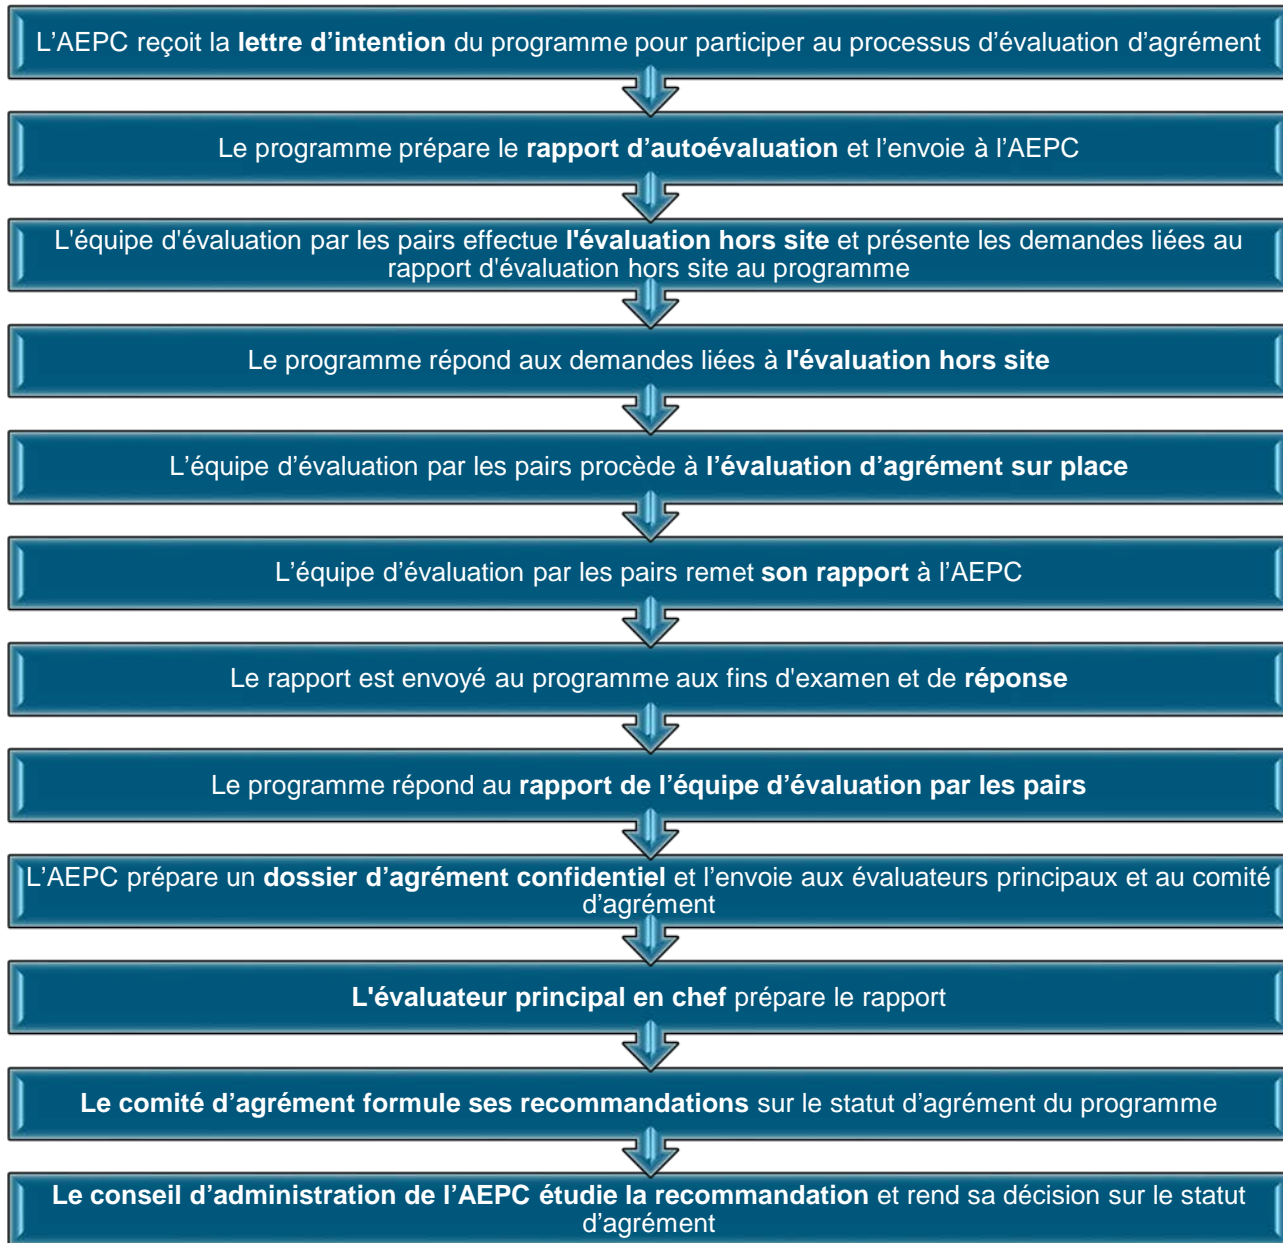 L’AEPC reçoit la lettre d’intention du programme pour participer au processus d’évaluation d’agrément
Le programme prépare le rapport d’autoévaluation et l’envoie à l’AEPC
L'équipe d'évaluation par les pairs effectue l'évaluation hors site et présente les demandes liées au
rapport d'évaluation hors site au programme
Le programme répond aux demandes liées à l'évaluation hors site
L’équipe d’évaluation par les pairs procède à l’évaluation d’agrément sur place
L’équipe d’évaluation par les pairs remet son rapport à l’AEPC
Le rapport est envoyé au programme aux fins d'examen et de réponse
Le programme répond au rapport de l’équipe d’évaluation par les pairs
L’AEPC prépare un dossier d’agrément confidentiel et l’envoie aux évaluateurs principaux et au comité
d’agrément
L'évaluateur principal en chef prépare le rapport
Le comité d’agrément formule ses recommandations sur le statut d’agrément du programme
Le conseil d’administration de l’AEPC étudie la recommandation et rend sa décision sur le statut
d’agrément